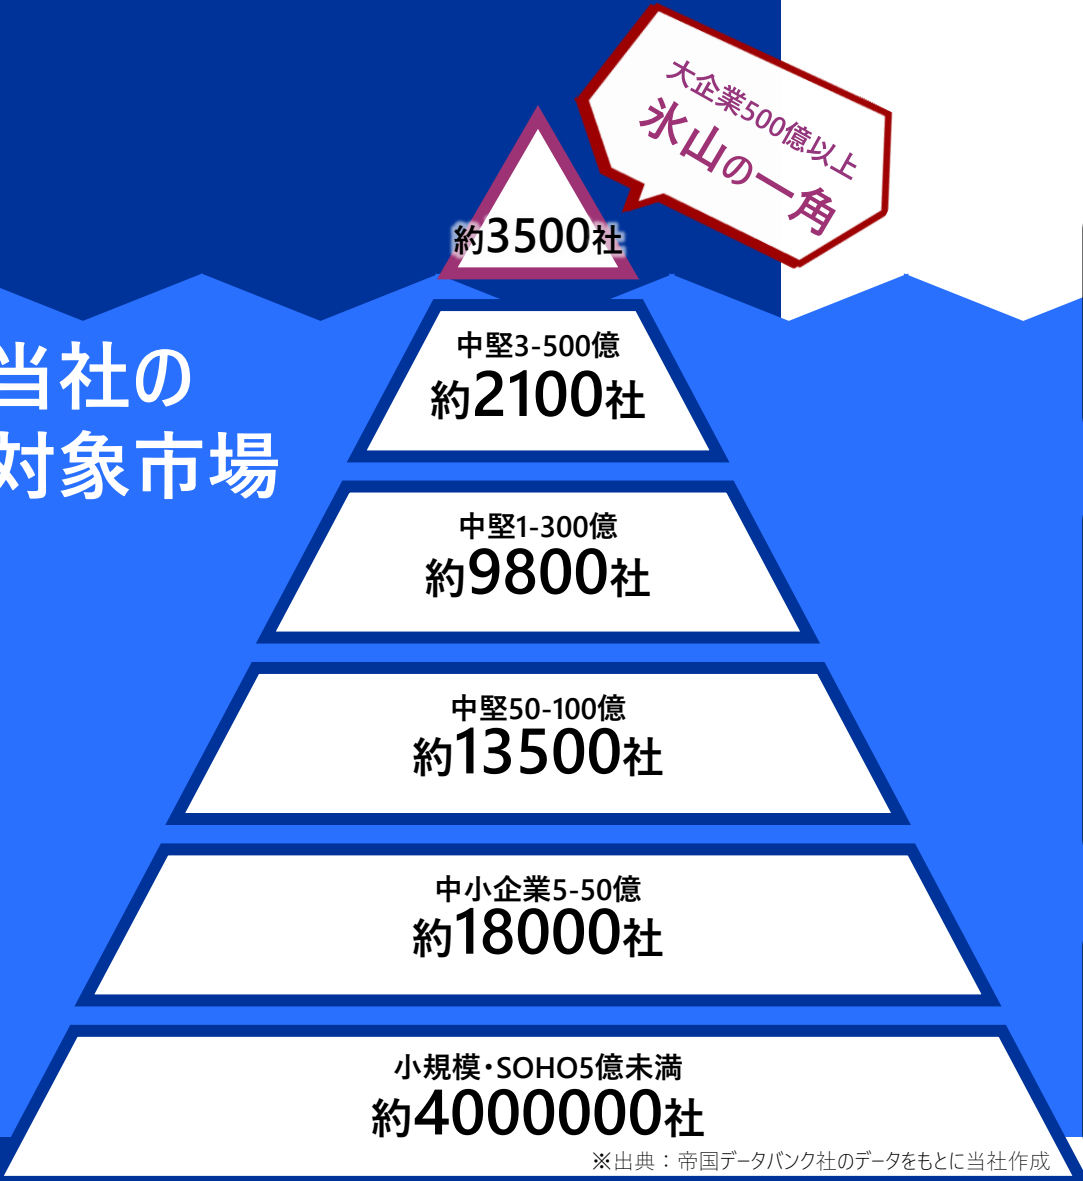 大企業500億以上
氷山の一角
約3500社
当社の
対象市場
中堅3-500億
約2100社
中堅1-300億
約9800社
中堅50-100億
約13500社
中小企業5-50億
約18000社
小規模・SOHO5億未満
約4000000社
※出典：帝国データバンク社のデータをもとに当社作成